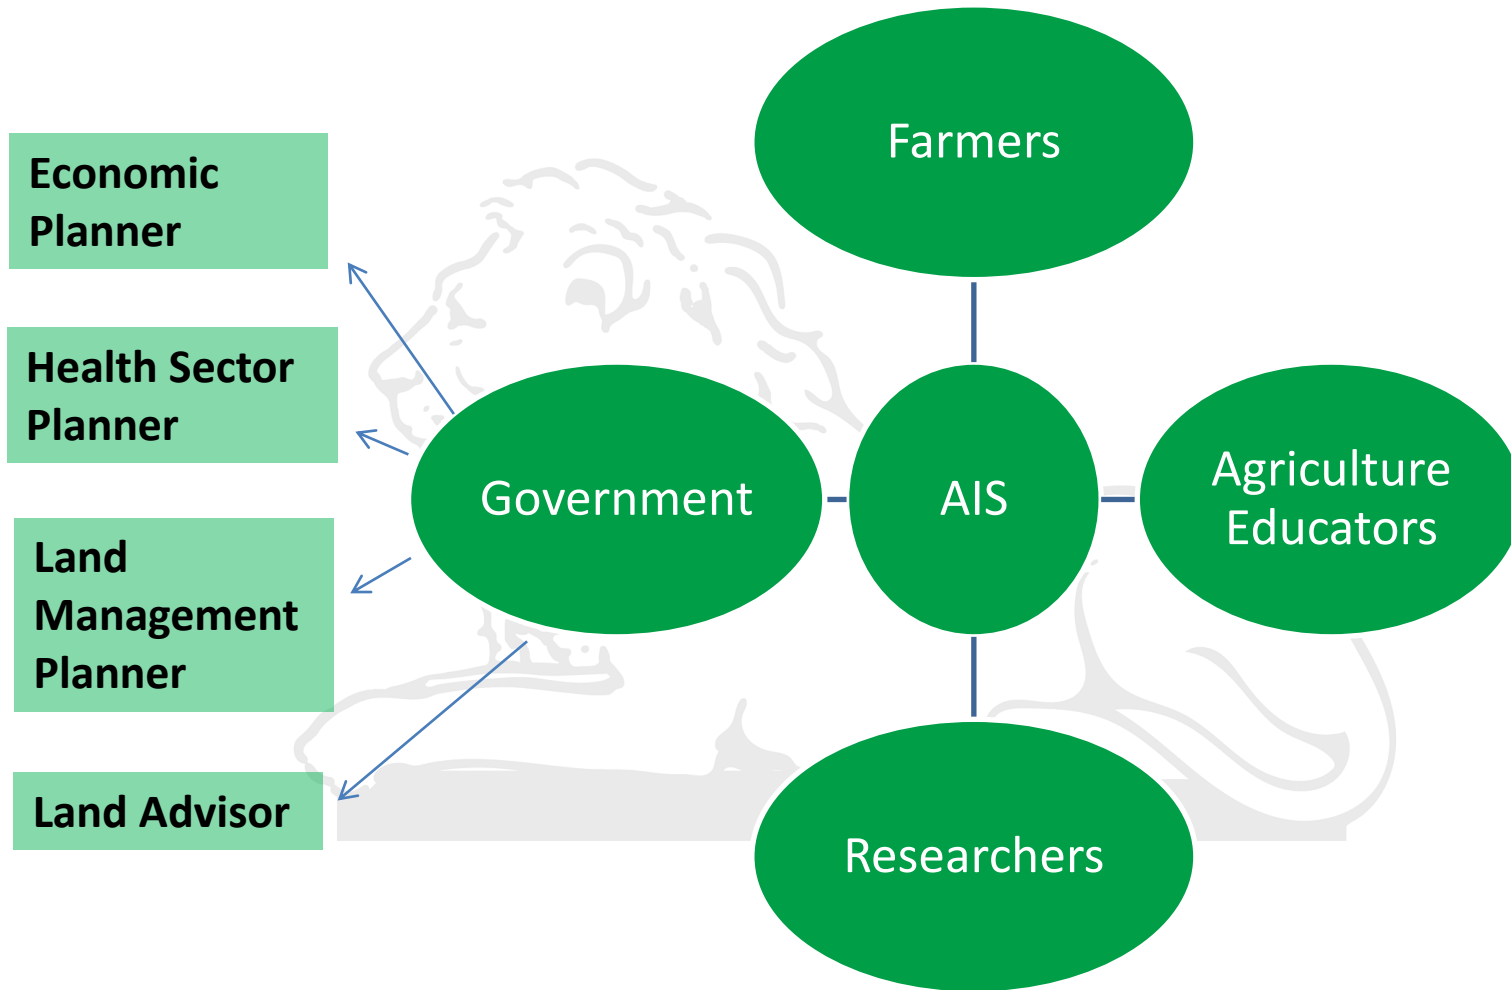 Farmers
Economic
Planner
Health Sector
Planner
Government
AIS
Agriculture
Educators
Land
Management
Planner
Land Advisor
Researchers